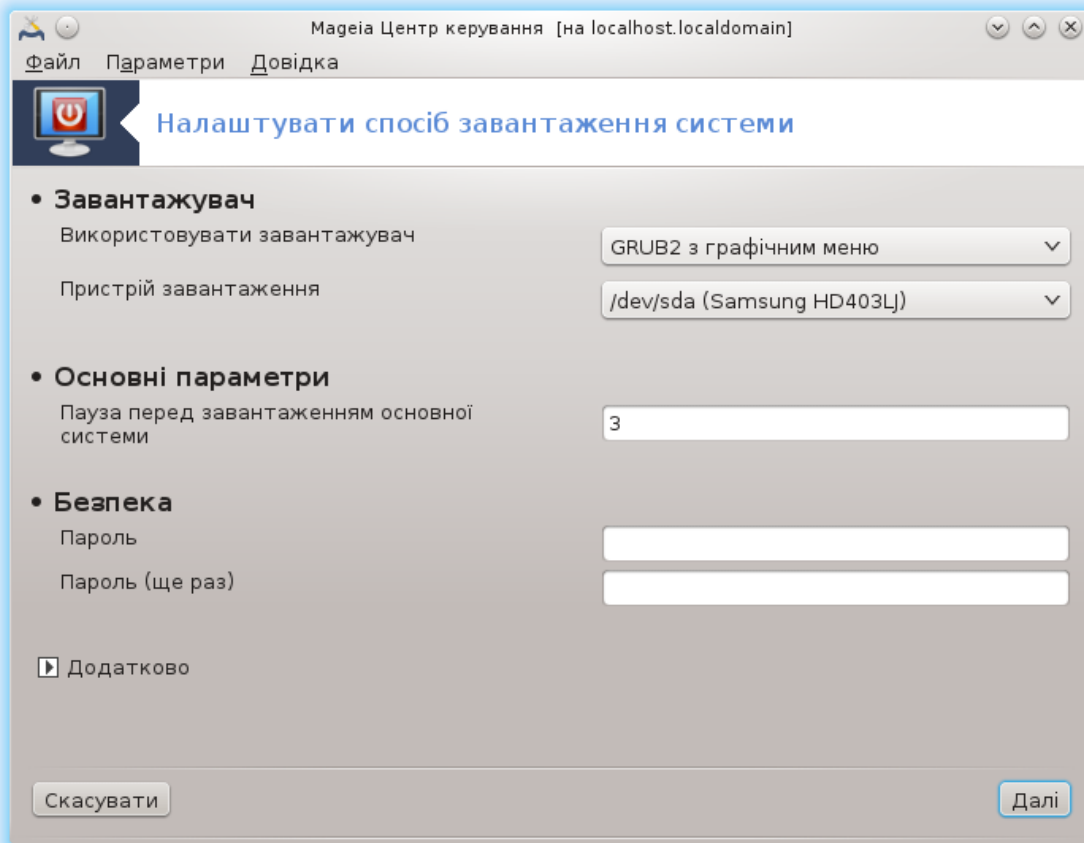 Mageia Центр керування [на localhost.localdomain]
Файл Параметри Довідка
Налаштувати спосіб завантаження системи
• Завантажувач
Використовувати завантажувач
GRUB2 з графічним меню
Пристрій завантаження
/dev/sda (Samsung HD403LJ)
• Основні параметри
Пауза перед завантаженням основної
системи
3
• Безпека
Пароль
Пароль (ще раз)
Додатково
Скасувати
Далі